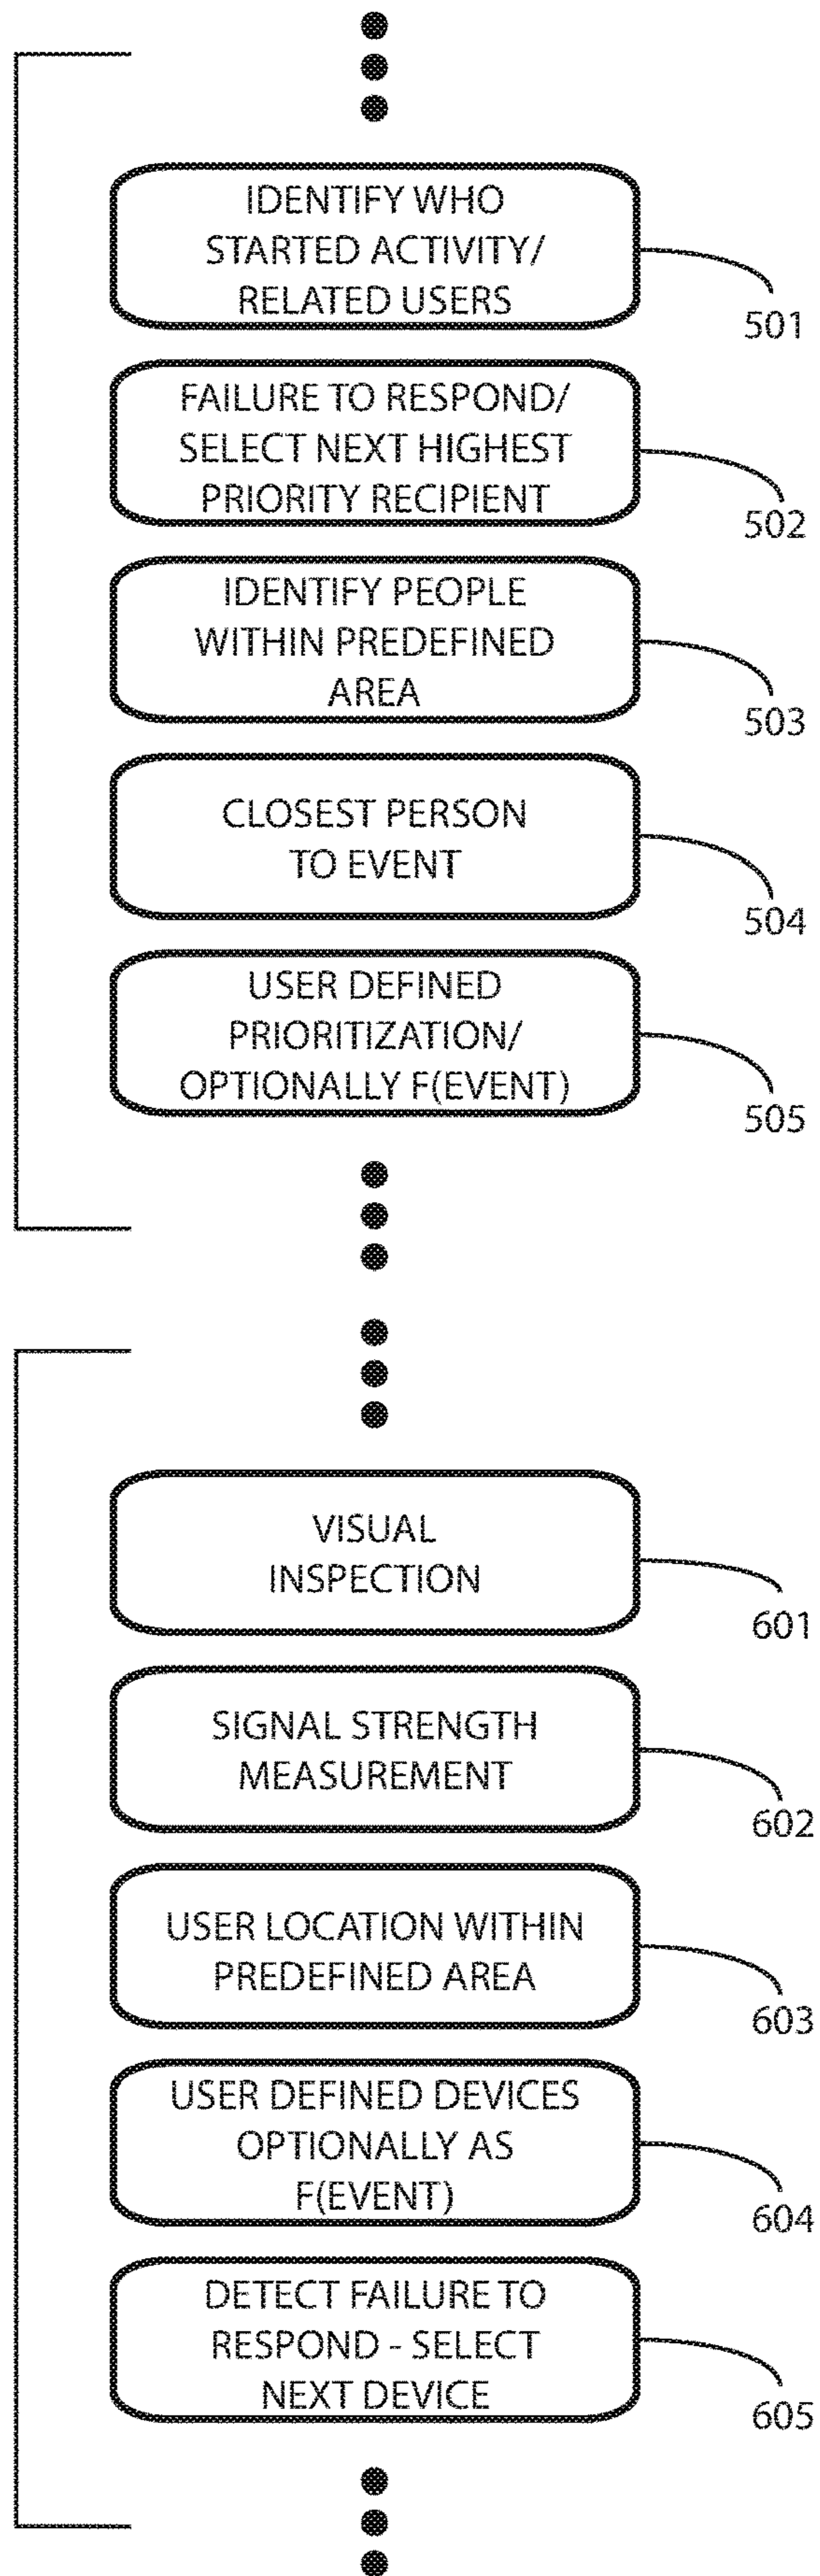 IDENTIFY WHO
STARTED ACTIVITY/
RELATED USERS
501
FAILURE TO RESPOND/
SELECT NEXT HIGHEST
PRIORITY RECIPIENT
502
IDENTIFY PEOPLE
WITHIN PREDEFINED
AREA
503
CLOSEST PERSON
TO EVENT
504
USER DEFINED
PRIORITIZATION/
OPTIONALLY F(EVENT)
505
VISUAL
INSPECTION
601
SIGNAL STRENGTH
MEASUREMENT
602
USER LOCATION WITHIN
PREDEFINED AREA
603
USER DEFINED DEVICES
OPTIONALLY AS
F(EVENT)
604
DETECT FAILURE TO
RESPOND - SELECT
NEXT DEVICE
605